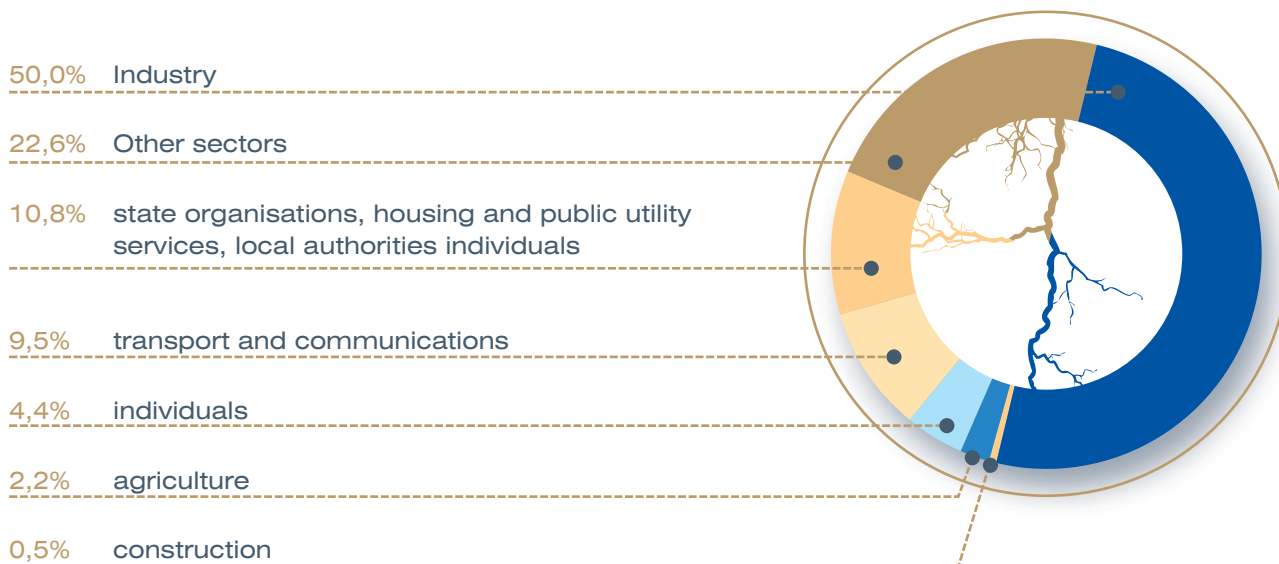 50,0% Industry
22,6% Other sectors
10,8% state organisations, housing and public utility
services, local authorities individuals
9,5% transport and communications
4,4% individuals
2,2% agriculture
0,5% construction